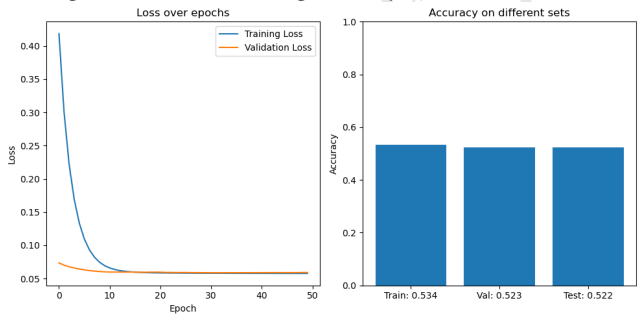 Loss over epochs
Training Loss
Validation Loss
0.40
0.35
0.30
0.25
0.20
0.15
0.10
0.05
Loss
0 10 20 30 40 50
Epoch
Accuracy on different sets
1.0
0.8
0.6
0.4
0.2
0.0
Accuracy
Train: 0.534 Val: 0.523 Test: 0.522